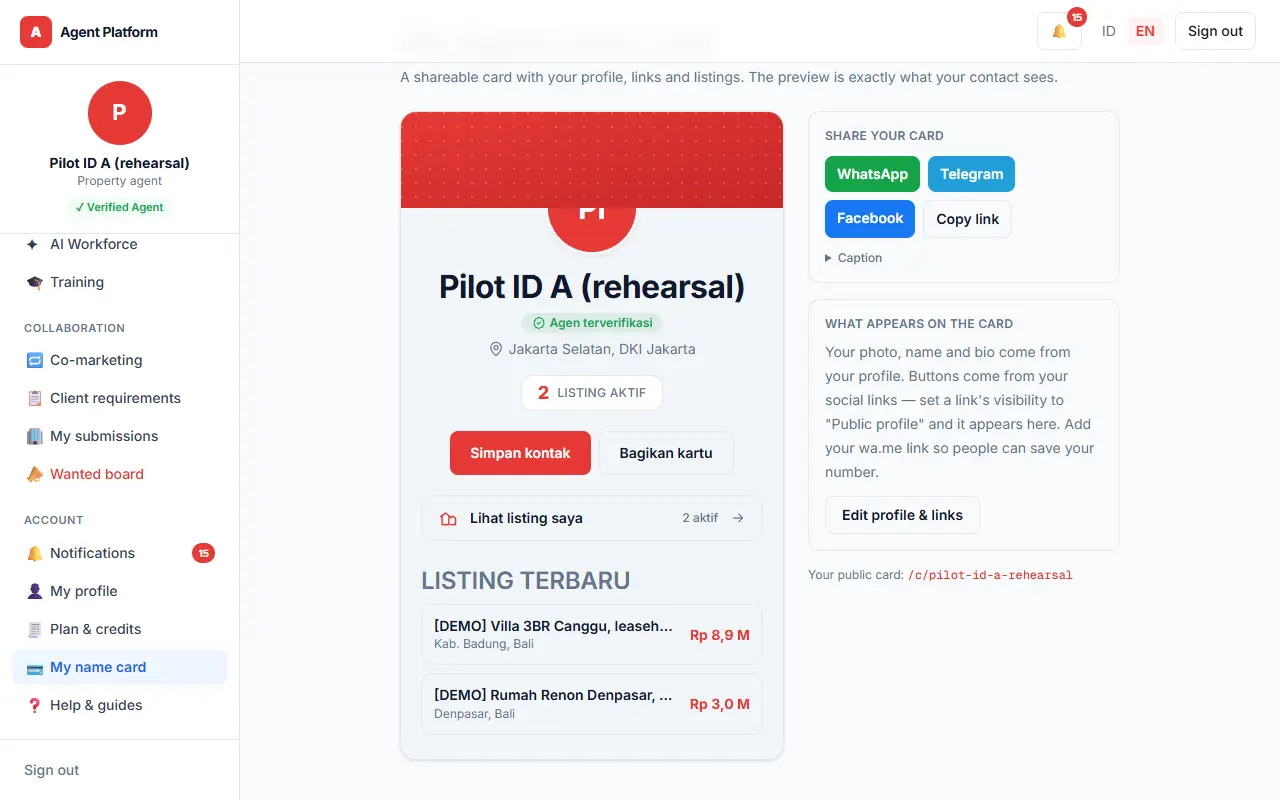 A Agent Platform
15
ID
EN
Sign out
P
Pilot ID A (rehearsal)
Property agent
✓ Verified Agent
AI Workforce
Training
COLLABORATION
Co-marketing
Client requirements
My submissions
Wanted board
ACCOUNT
Notifications 15
My profile
Plan & credits
My name card
Help & guides
Sign out
A shareable card with your profile, links and listings. The preview is exactly what your contact sees.
Pilot ID A (rehearsal)
Agen terverifikasi
Jakarta Selatan, DKI Jakarta
2 LISTING AKTIF
Simpan kontak
Bagikan kartu
Lihat listing saya 2 aktif →
LISTING TERBARU
[DEMO] Villa 3BR Canggu, leaseh...
Kab. Badung, Bali
Rp 8,9 M
[DEMO] Rumah Renon Denpasar, ...
Denpasar, Bali
Rp 3,0 M
SHARE YOUR CARD
WhatsApp
Telegram
Facebook
Copy link
Caption
WHAT APPEARS ON THE CARD
Your photo, name and bio come from
your profile. Buttons come from your
social links — set a link's visibility to
"Public profile" and it appears here. Add
your wa.me link so people can save your
number.
Edit profile & links
Your public card: /c/pilot-id-a-rehearsal